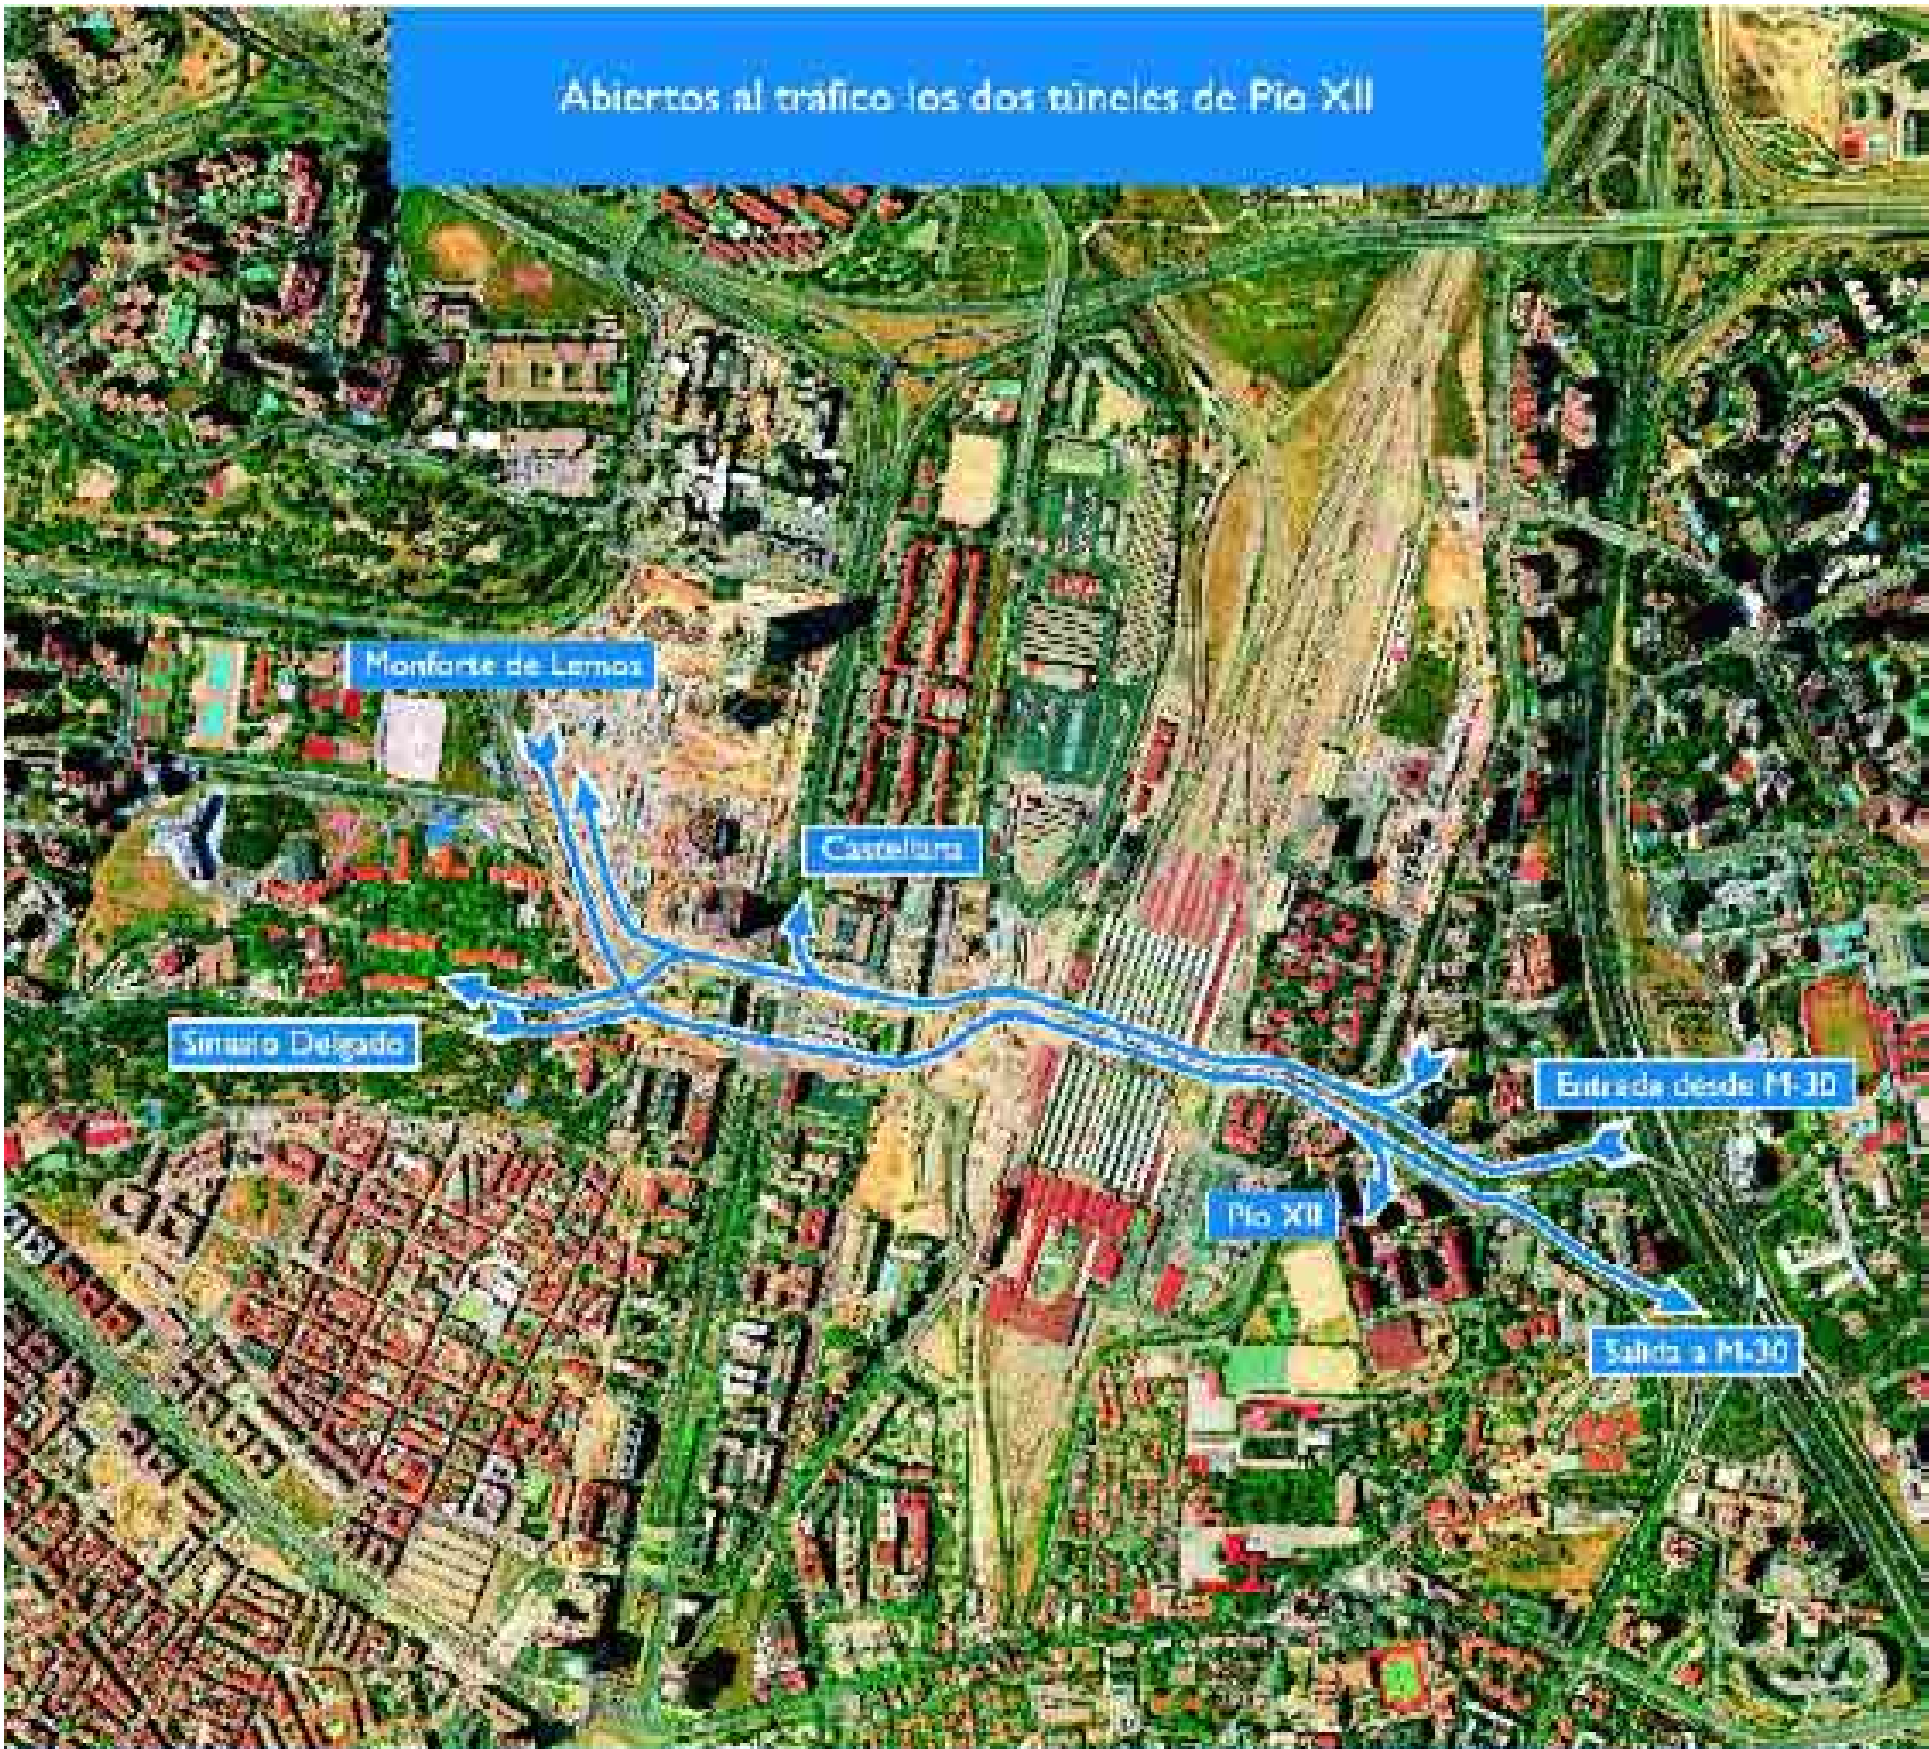 Abiertos al tráfico los dos túneles de Pío XII
Monforte de Lemos
Castellana
Sinesio Delgado
Entrada desde M-30
Pío XII
Salida a M-30